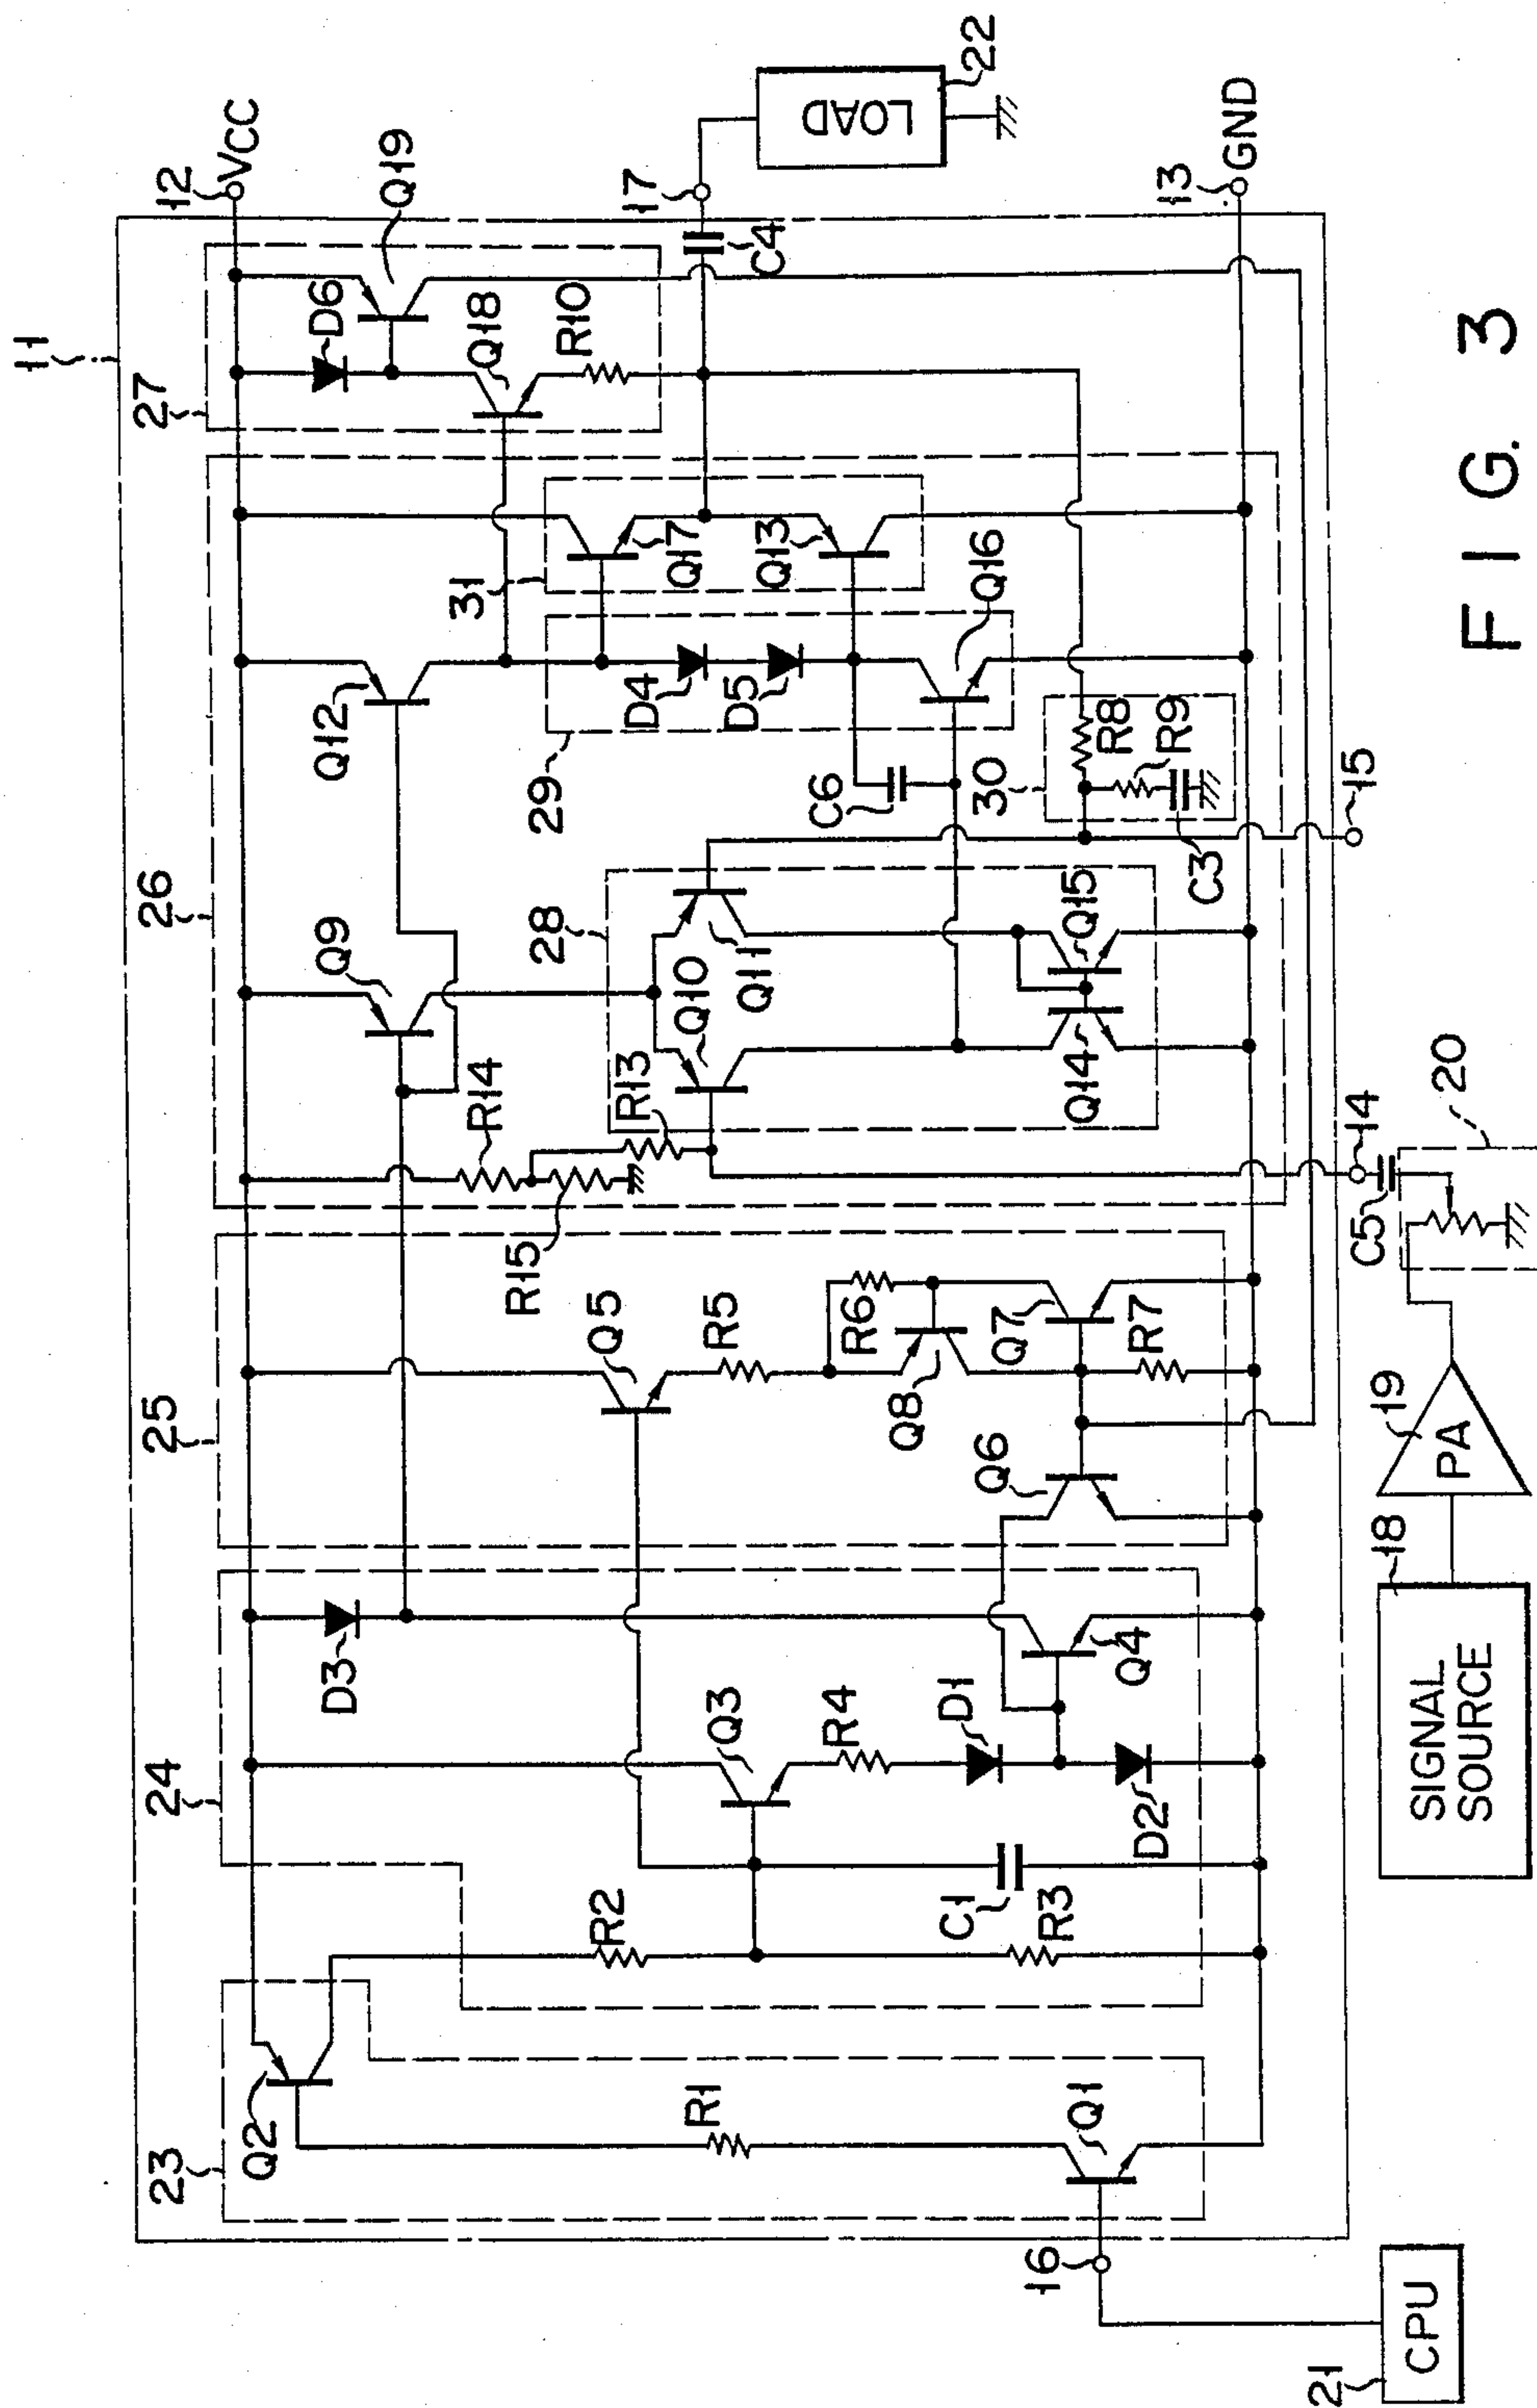 11
23
24
25
26
27
12
VCC
Q2
D3
Q9
Q12
D6
Q19
R14
Q18
R10
R1
R2
Q3
R4
D1
Q5
R5
R15
R6
Q8
R13
Q10
Q11
28
29
31
Q17
D4
D5
Q13
Q16
C6
17
C4
LOAD
22
Q1
C1
R3
D2
Q4
Q6
Q7
R7
Q14
Q15
30
R8
R9
C3
13
GND
16
21
CPU
18
SIGNAL
SOURCE
19
PA
C5
14
20
15
FIG. 3